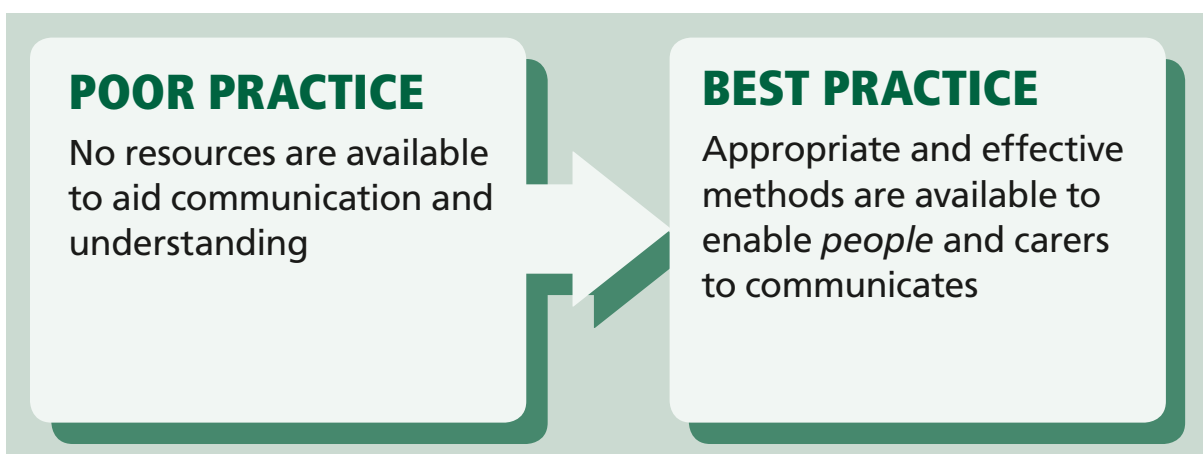 POOR PRACTICE
No resources are available
to aid communication and
understanding
BEST PRACTICE
Appropriate and effective
methods are available to
enable people and carers
to communicates